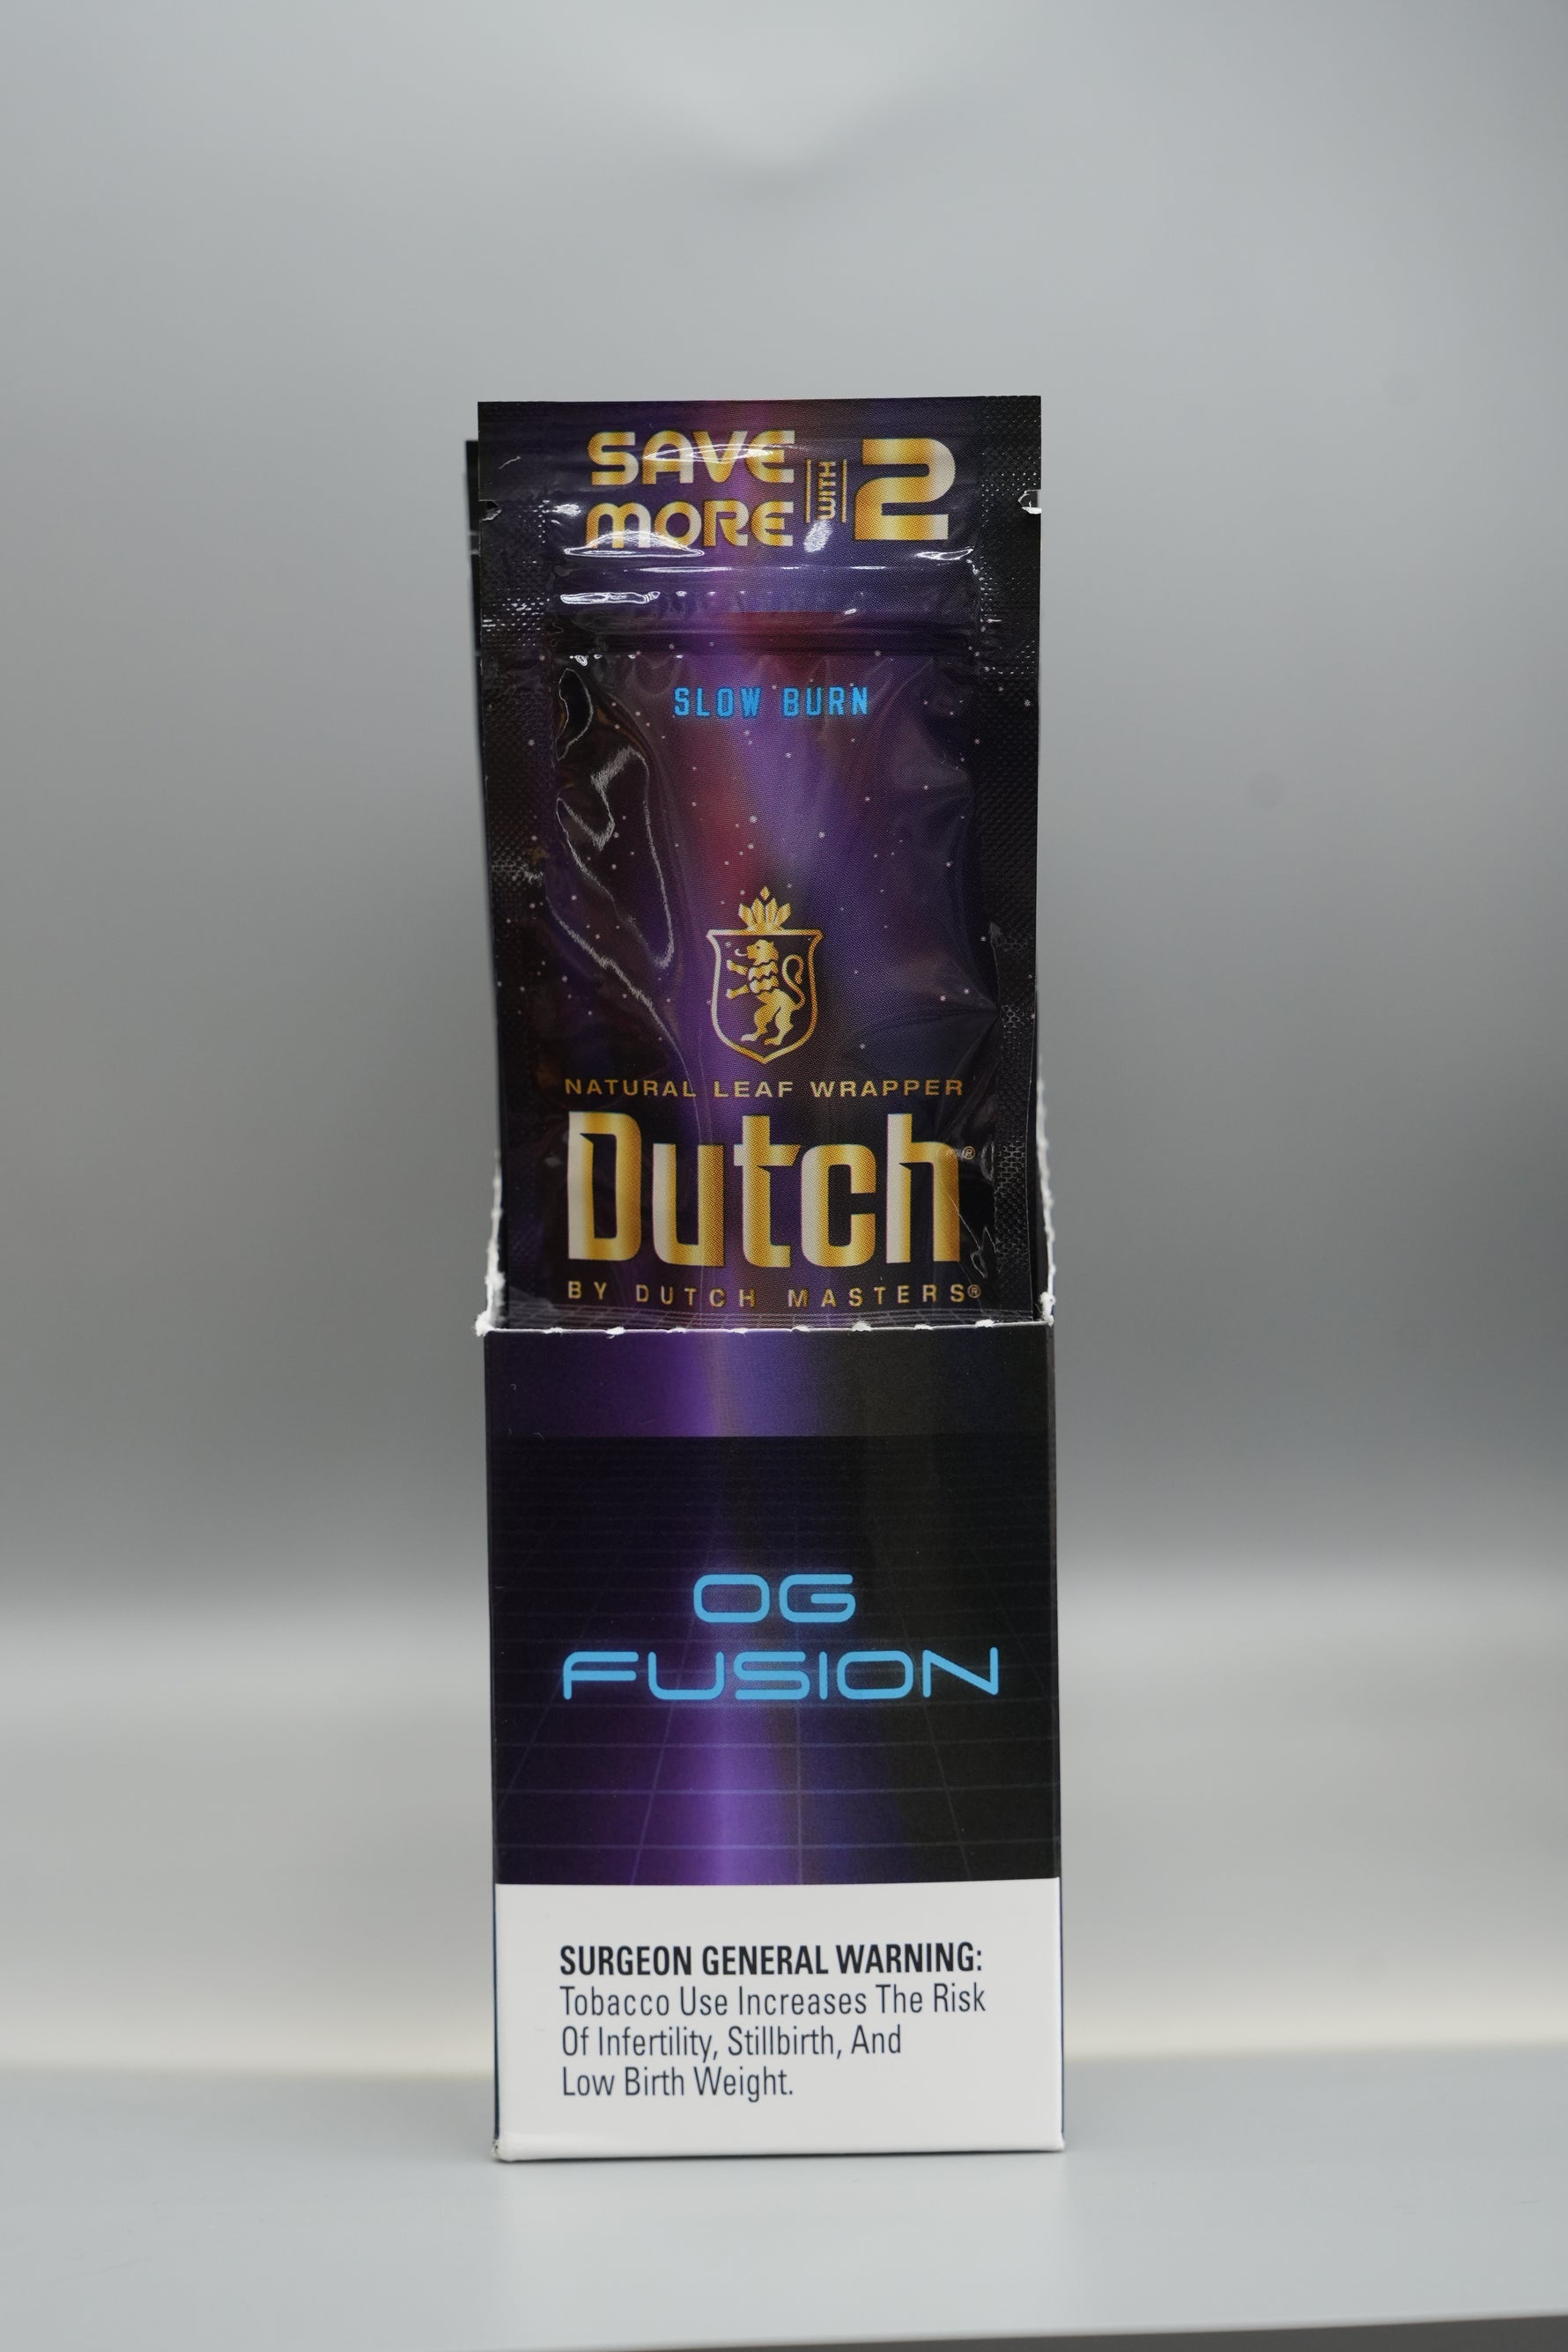 SAVE
MORE WITH 2
SLOW BURN
NATURAL LEAF WRAPPER
Dutch®
BY DUTCH MASTERS®
OG
FUSION
SURGEON GENERAL WARNING:
Tobacco Use Increases The Risk
Of Infertility, Stillbirth, And
Low Birth Weight.